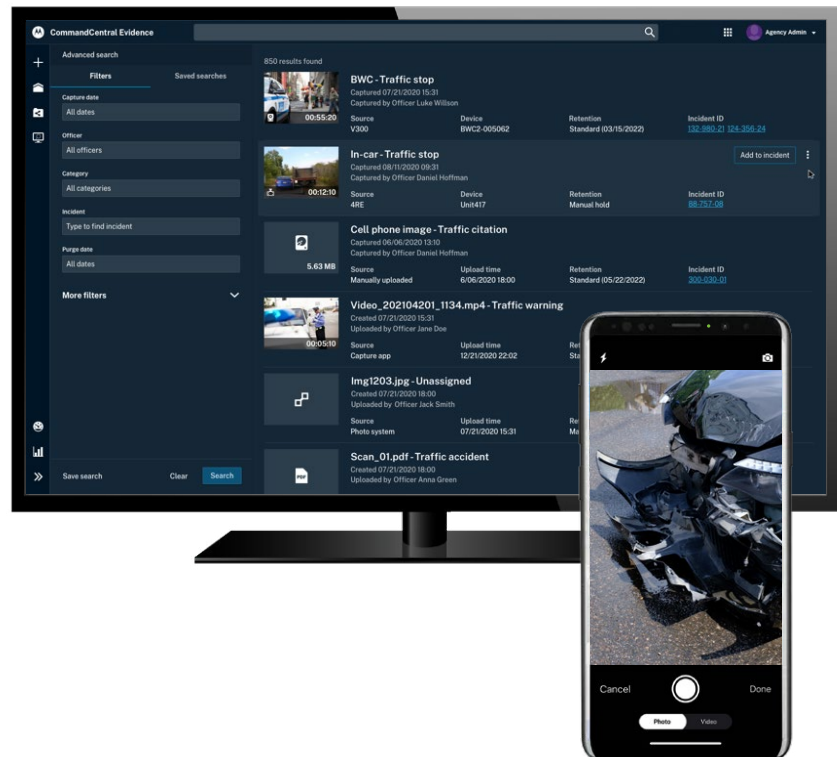 CommandCentral Evidence
Agency Admin
Advanced search
Filters Saved searches
Capture date
All dates
Officer
All officers
Category
All categories
Incident
Type to find incident
Purge date
All dates
More filters
Save search Clear Search
850 results found
BWC - Traffic stop
Captured 07/21/2020 15:31
Captured by Officer Luke Willson
00:55:20
Source Device Retention Incident ID
V300 BWC2-005062 Standard (03/15/2022) 132-980-21 124-356-24
In-car - Traffic stop
Captured 08/11/2020 09:31
Captured by Officer Daniel Hoffman
Add to incident
00:12:10
Source Device Retention Incident ID
4RE Unit417 Manual hold 88-757-08
Cell phone image - Traffic citation
Captured 06/06/2020 13:10
Captured by Officer Daniel Hoffman
5.63 MB
Source Upload time Retention Incident ID
Manually uploaded 6/06/2020 18:00 Standard (05/22/2022) 300-030-01
Video_202104201_1134.mp4 - Traffic warning
Created 07/21/2020 15:31
Uploaded by Officer Jane Doe
00:05:10
Source Upload time Ret
Capture app 12/21/2020 22:02 Sta
Img1203.jpg - Unassigned
Created 07/21/2020 18:00
Uploaded by Officer Jack Smith
Source Upload time Re
Photo system 07/21/2020 15:31 Ma
Scan_01.pdf - Traffic accident
Created 07/21/2020 18:00
Uploaded by Officer Anna Green
PDF
Cancel Done
Photo Video